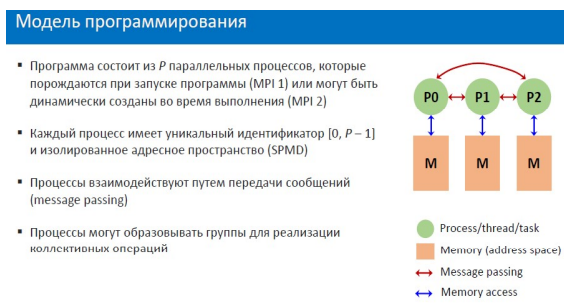 Модель программирования
▪ Программа состоит из P параллельных процессов, которые
порождаются при запуске программы (MPI 1) или могут быть
динамически созданы во время выполнения (MPI 2)
▪ Каждый процесс имеет уникальный идентификатор [0, P – 1]
и изолированное адресное пространство (SPMD)
▪ Процессы взаимодействуют путем передачи сообщений
(message passing)
▪ Процессы могут образовывать группы для реализации
коллективных операций
P0 P1 P2
M M M
Process/thread/task
Memory (address space)
Message passing
Memory access